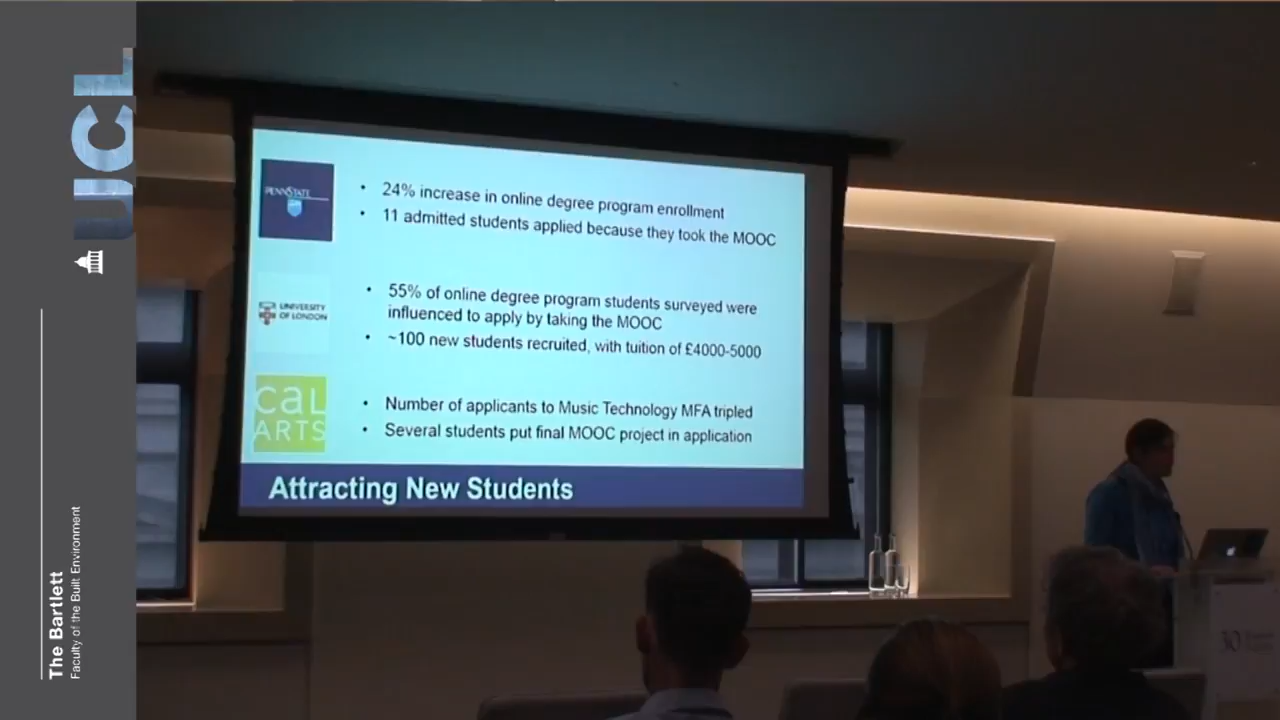 UCL
The Bartlett
Faculty of the Built Environment
PENNSTATE
• 24% increase in online degree program enrollment
• 11 admitted students applied because they took the MOOC
UNIVERSITY
OF LONDON
• 55% of online degree program students surveyed were
influenced to apply by taking the MOOC
• ~100 new students recruited, with tuition of £4000-5000
CAL
ARTS
• Number of applicants to Music Technology MFA tripled
• Several students put final MOOC project in application
Attracting New Students
30